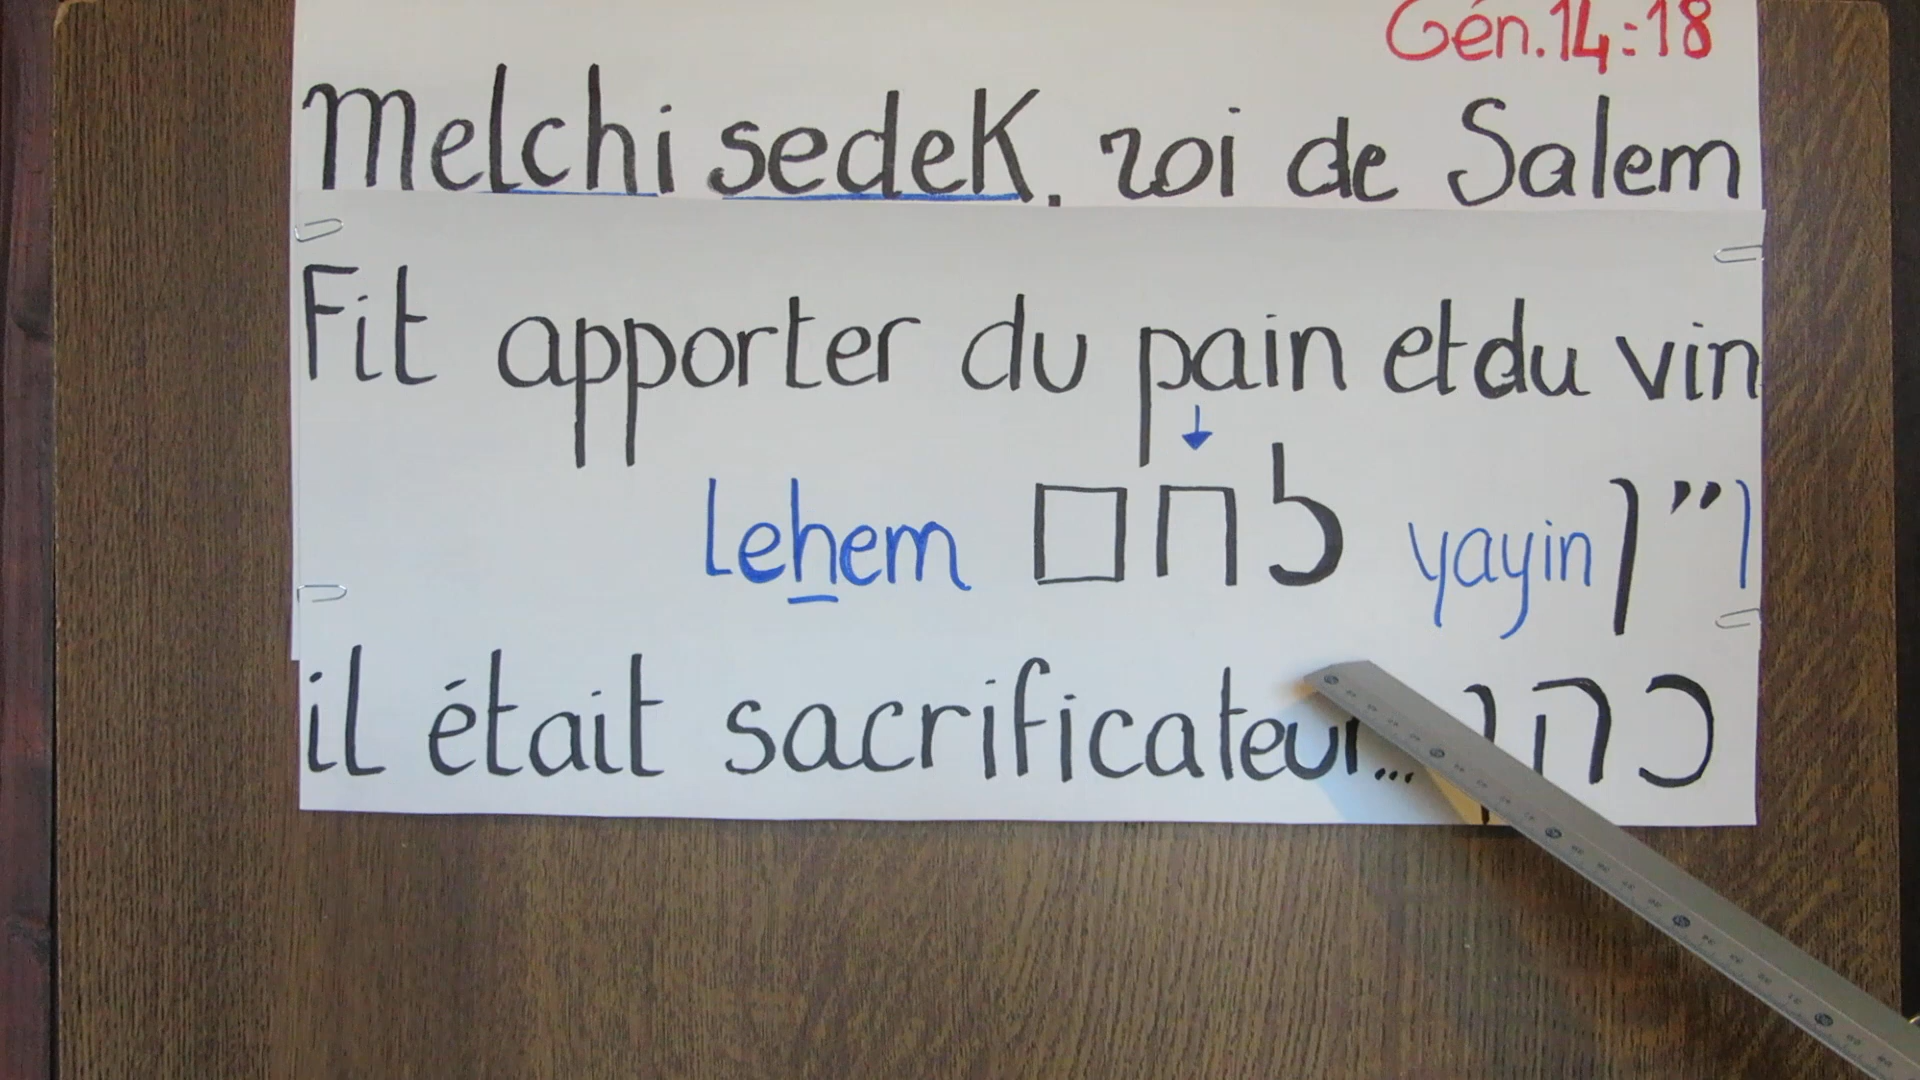 Gén.14:18
Melchi sedek. roi de Salem
Fit apporter du pain et du vin
lehem לחם yayin ויין
il était sacrificateur... כהן